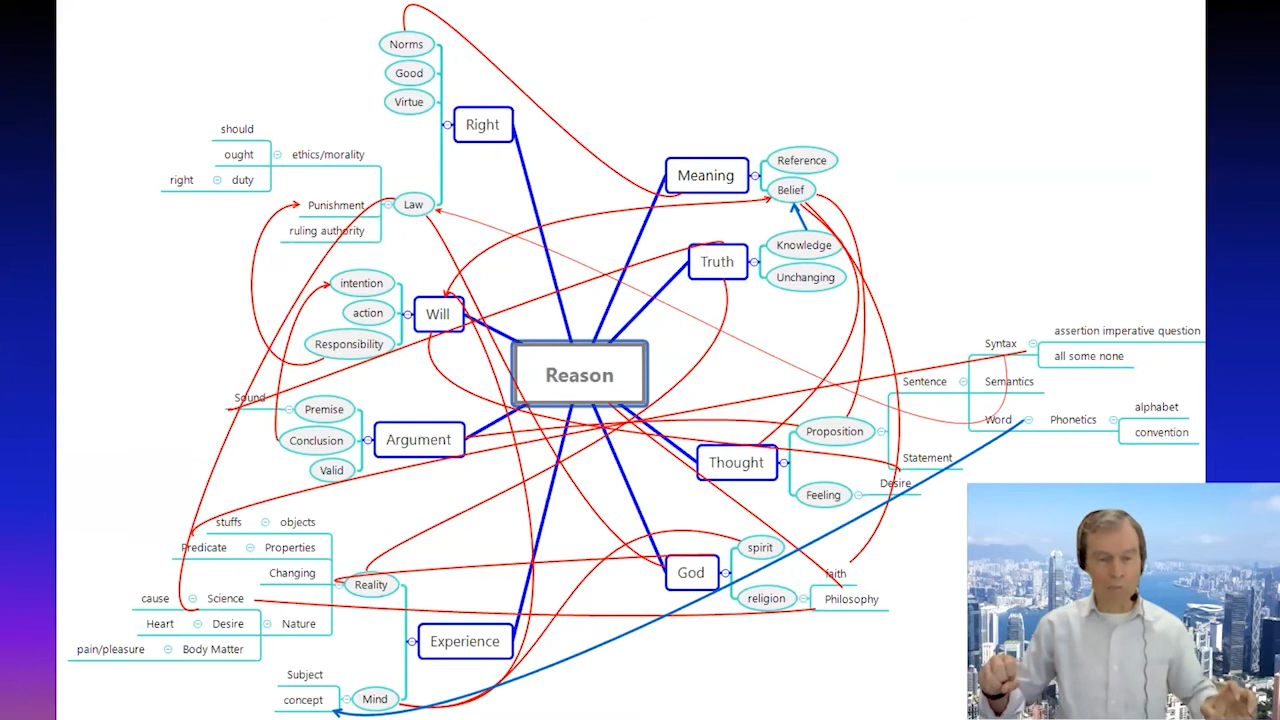 Norms
Good
Virtue
Right
should
ought
ethics/morality
right
duty
Punishment
Law
ruling authority
Meaning
Reference
Belief
Truth
Knowledge
Unchanging
intention
action
Responsibility
Will
Reason
Sound
Premise
Conclusion
Valid
Argument
Thought
Proposition
Feeling
Desire
Sentence
Statement
Syntax
Semantics
Word
Phonetics
assertion imperative question
all some none
alphabet
convention
stuffs
objects
Predicate
Properties
Changing
cause
Science
Heart
Desire
Nature
pain/pleasure
Body Matter
Reality
Experience
Subject
concept
Mind
God
spirit
religion
faith
Philosophy